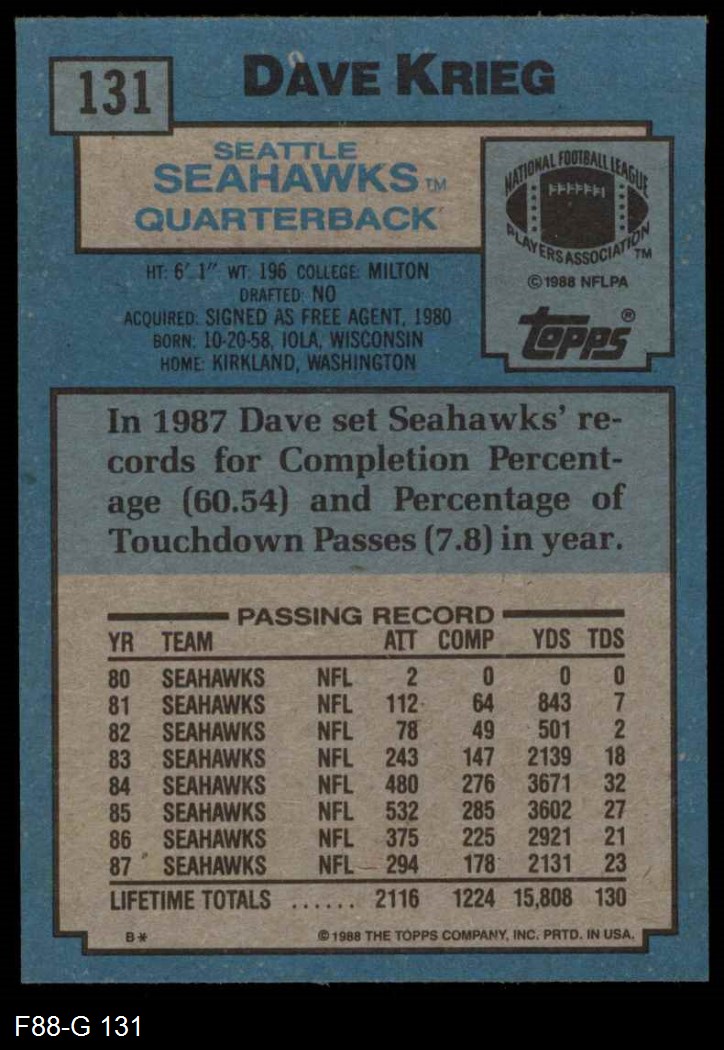 131
DAVE KRIEG
SEATTLE
SEAHAWKS™
QUARTERBACK
NATIONAL FOOTBALL LEAGUE
PLAYERS ASSOCIATION™
©1988 NFLPA
topps®
HT: 6' 1" WT: 196 COLLEGE: MILTON
DRAFTED: NO
ACQUIRED: SIGNED AS FREE AGENT, 1980
BORN: 10-20-58, IOLA, WISCONSIN
HOME: KIRKLAND, WASHINGTON
In 1987 Dave set Seahawks' re-
cords for Completion Percent-
age (60.54) and Percentage of
Touchdown Passes (7.8) in year.
PASSING RECORD
YR TEAM ATT COMP YDS TDS
80 SEAHAWKS NFL 2 0 0 0
81 SEAHAWKS NFL 112 64 843 7
82 SEAHAWKS NFL 78 49 501 2
83 SEAHAWKS NFL 243 147 2139 18
84 SEAHAWKS NFL 480 276 3671 32
85 SEAHAWKS NFL 532 285 3602 27
86 SEAHAWKS NFL 375 225 2921 21
87 SEAHAWKS NFL 294 178 2131 23
LIFETIME TOTALS ...... 2116 1224 15,808 130
B* ©1988 THE TOPPS COMPANY, INC. PRTD. IN USA.
F88-G 131